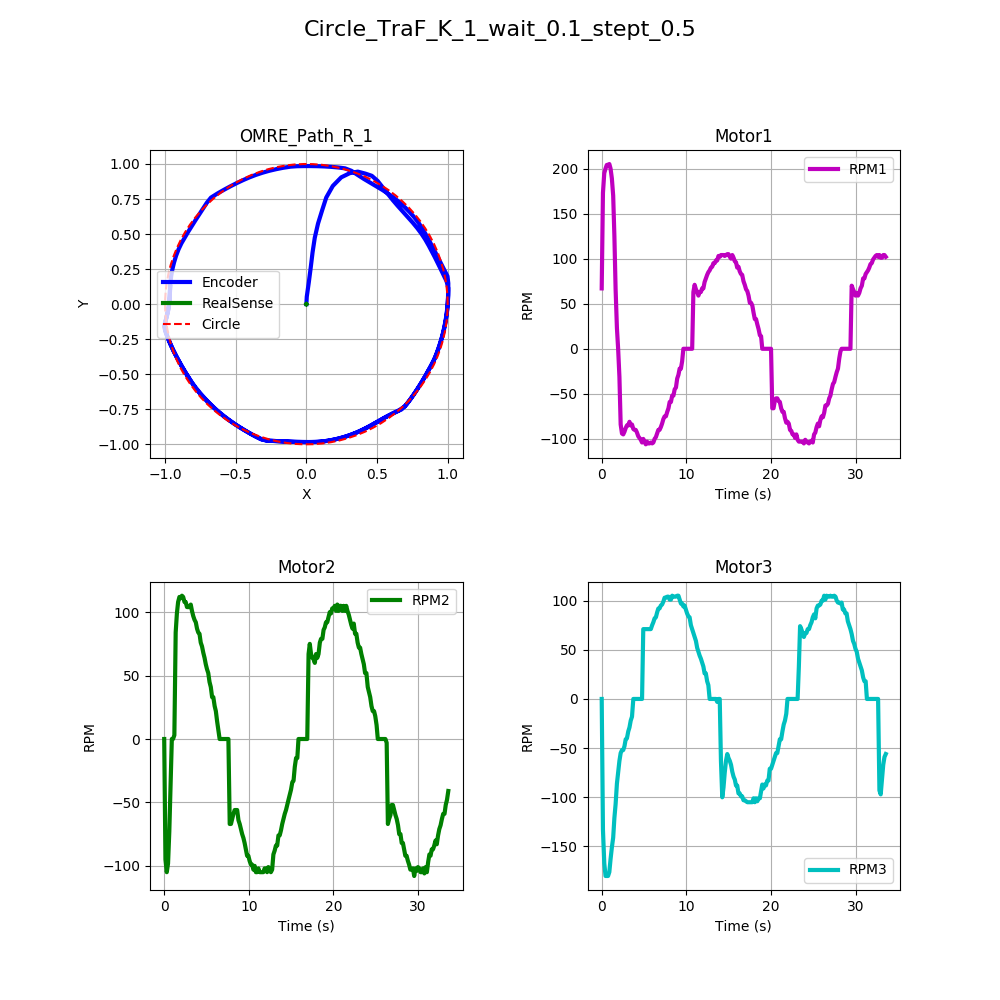 Circle_TraF_K_1_wait_0.1_stept_0.5
OMRE_Path_R_1
1.00
0.75
0.50
0.25
0.00
−0.25
−0.50
−0.75
−1.00
Y
Encoder
RealSense
Circle
−1.0 −0.5 0.0 0.5 1.0
X
Motor1
200
150
100
50
0
−50
−100
RPM
RPM1
0 10 20 30
Time (s)
Motor2
100
50
0
−50
−100
RPM
RPM2
0 10 20 30
Time (s)
Motor3
100
50
0
−50
−100
−150
RPM
RPM3
0 10 20 30
Time (s)